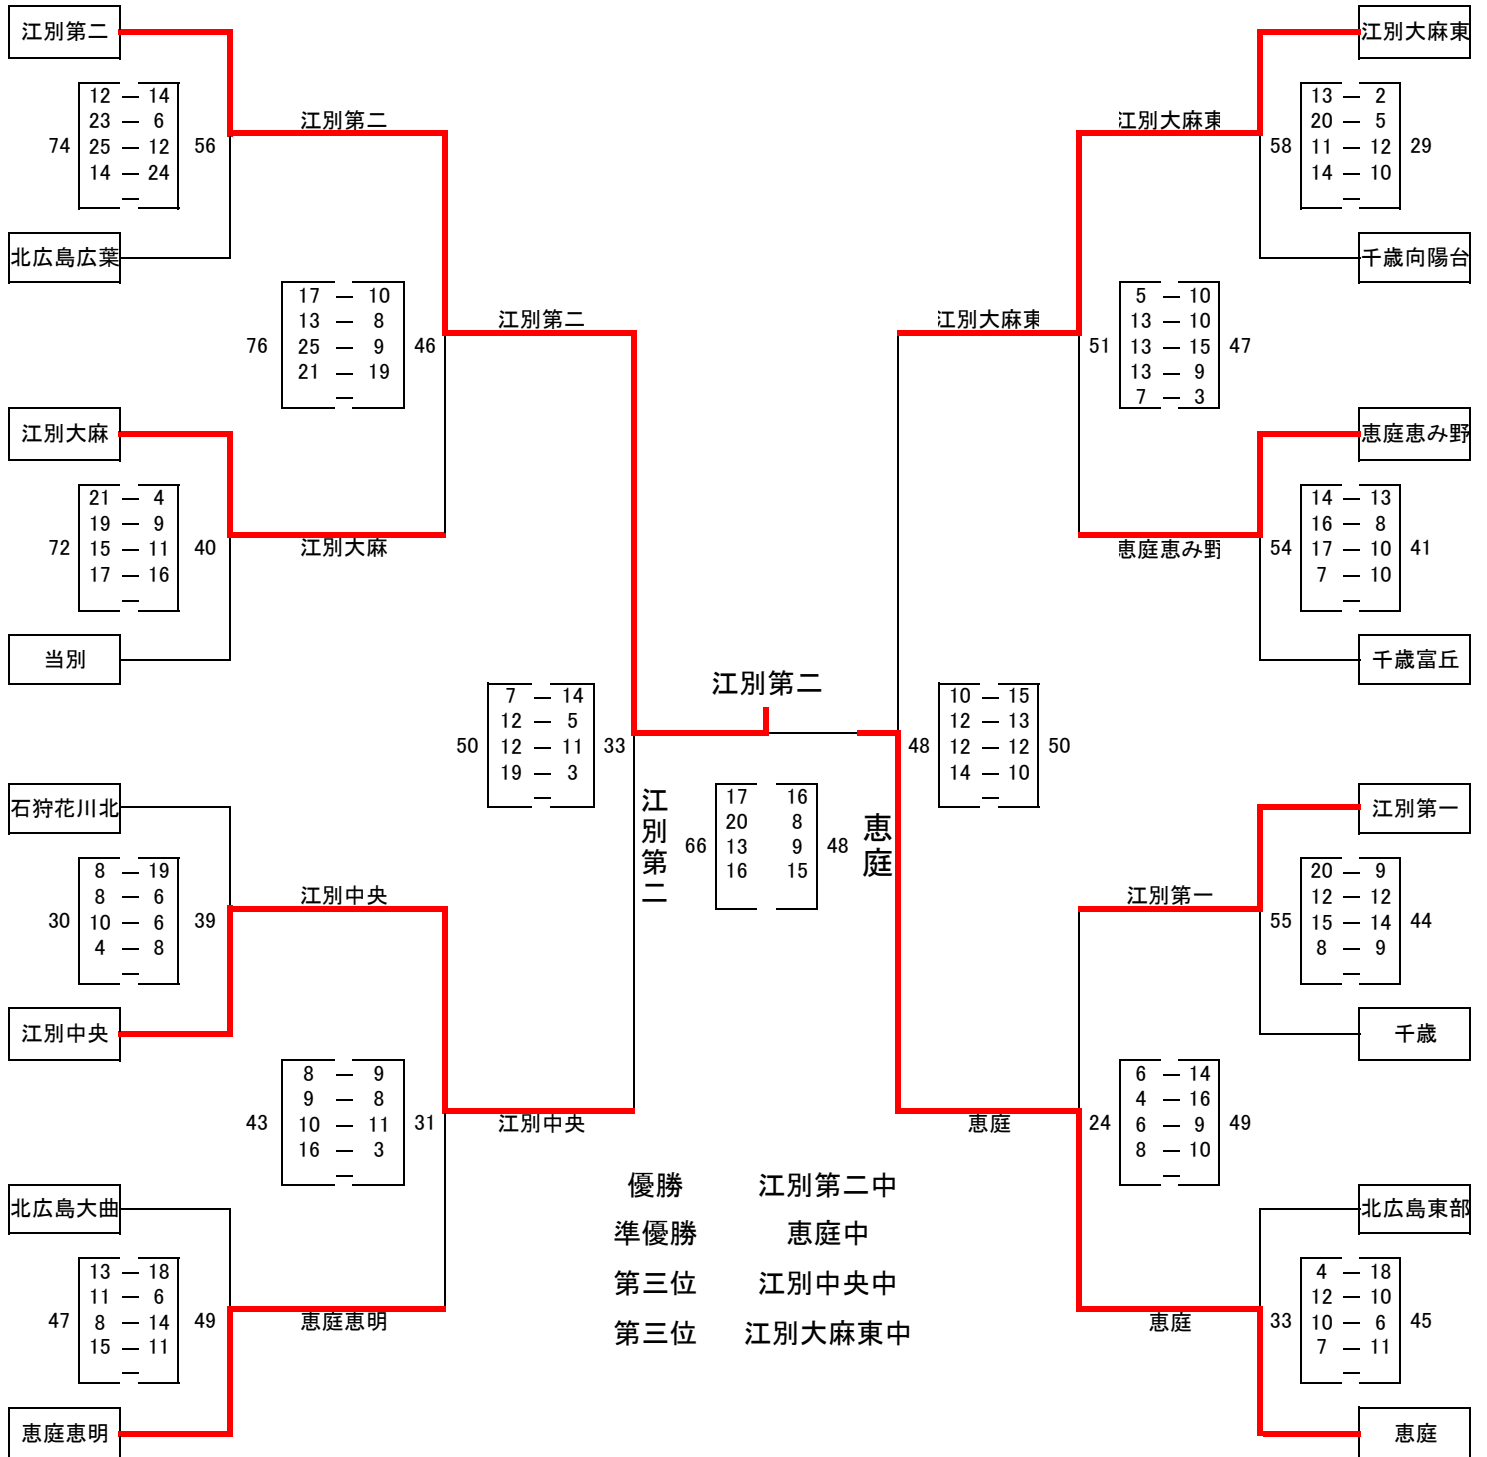 江別第二
12 — 14
23 — 6
74 25 — 12 56
14 — 24
—
北広島広葉
江別第二
17 — 10
13 — 8
76 25 — 9 46
21 — 19
—
江別第二
江別大麻
21 — 4
19 — 9
72 15 — 11 40
17 — 16
—
当別
江別大麻
7 — 14
12 — 5
50 12 — 11 33
19 — 3
—
石狩花川北
8 — 19
8 — 6
30 10 — 6 39
4 — 8
—
江別中央
江別中央
8 — 9
9 — 8
43 10 — 11 31
16 — 3
—
江別中央
北広島大曲
13 — 18
11 — 6
47 8 — 14 49
15 — 11
—
恵庭恵明
恵庭恵明
江別第二
江別第二
17 16
20 8
66 13 9 48
16 15
恵庭
江別大麻東
13 — 2
20 — 5
58 11 — 12 29
14 — 10
—
千歳向陽台
江別大麻東
5 — 10
13 — 10
51 13 — 15 47
13 — 9
7 — 3
江別大麻東
恵庭恵み野
14 — 13
16 — 8
54 17 — 10 41
7 — 10
—
千歳富丘
恵庭恵み野
10 — 15
12 — 13
48 12 — 12 50
14 — 10
—
江別第一
20 — 9
12 — 12
55 15 — 14 44
8 — 9
—
千歳
江別第一
6 — 14
4 — 16
24 6 — 9 49
8 — 10
—
恵庭
北広島東部
4 — 18
12 — 10
33 10 — 6 45
7 — 11
—
恵庭
恵庭
優勝 江別第二中
準優勝 恵庭中
第三位 江別中央中
第三位 江別大麻東中